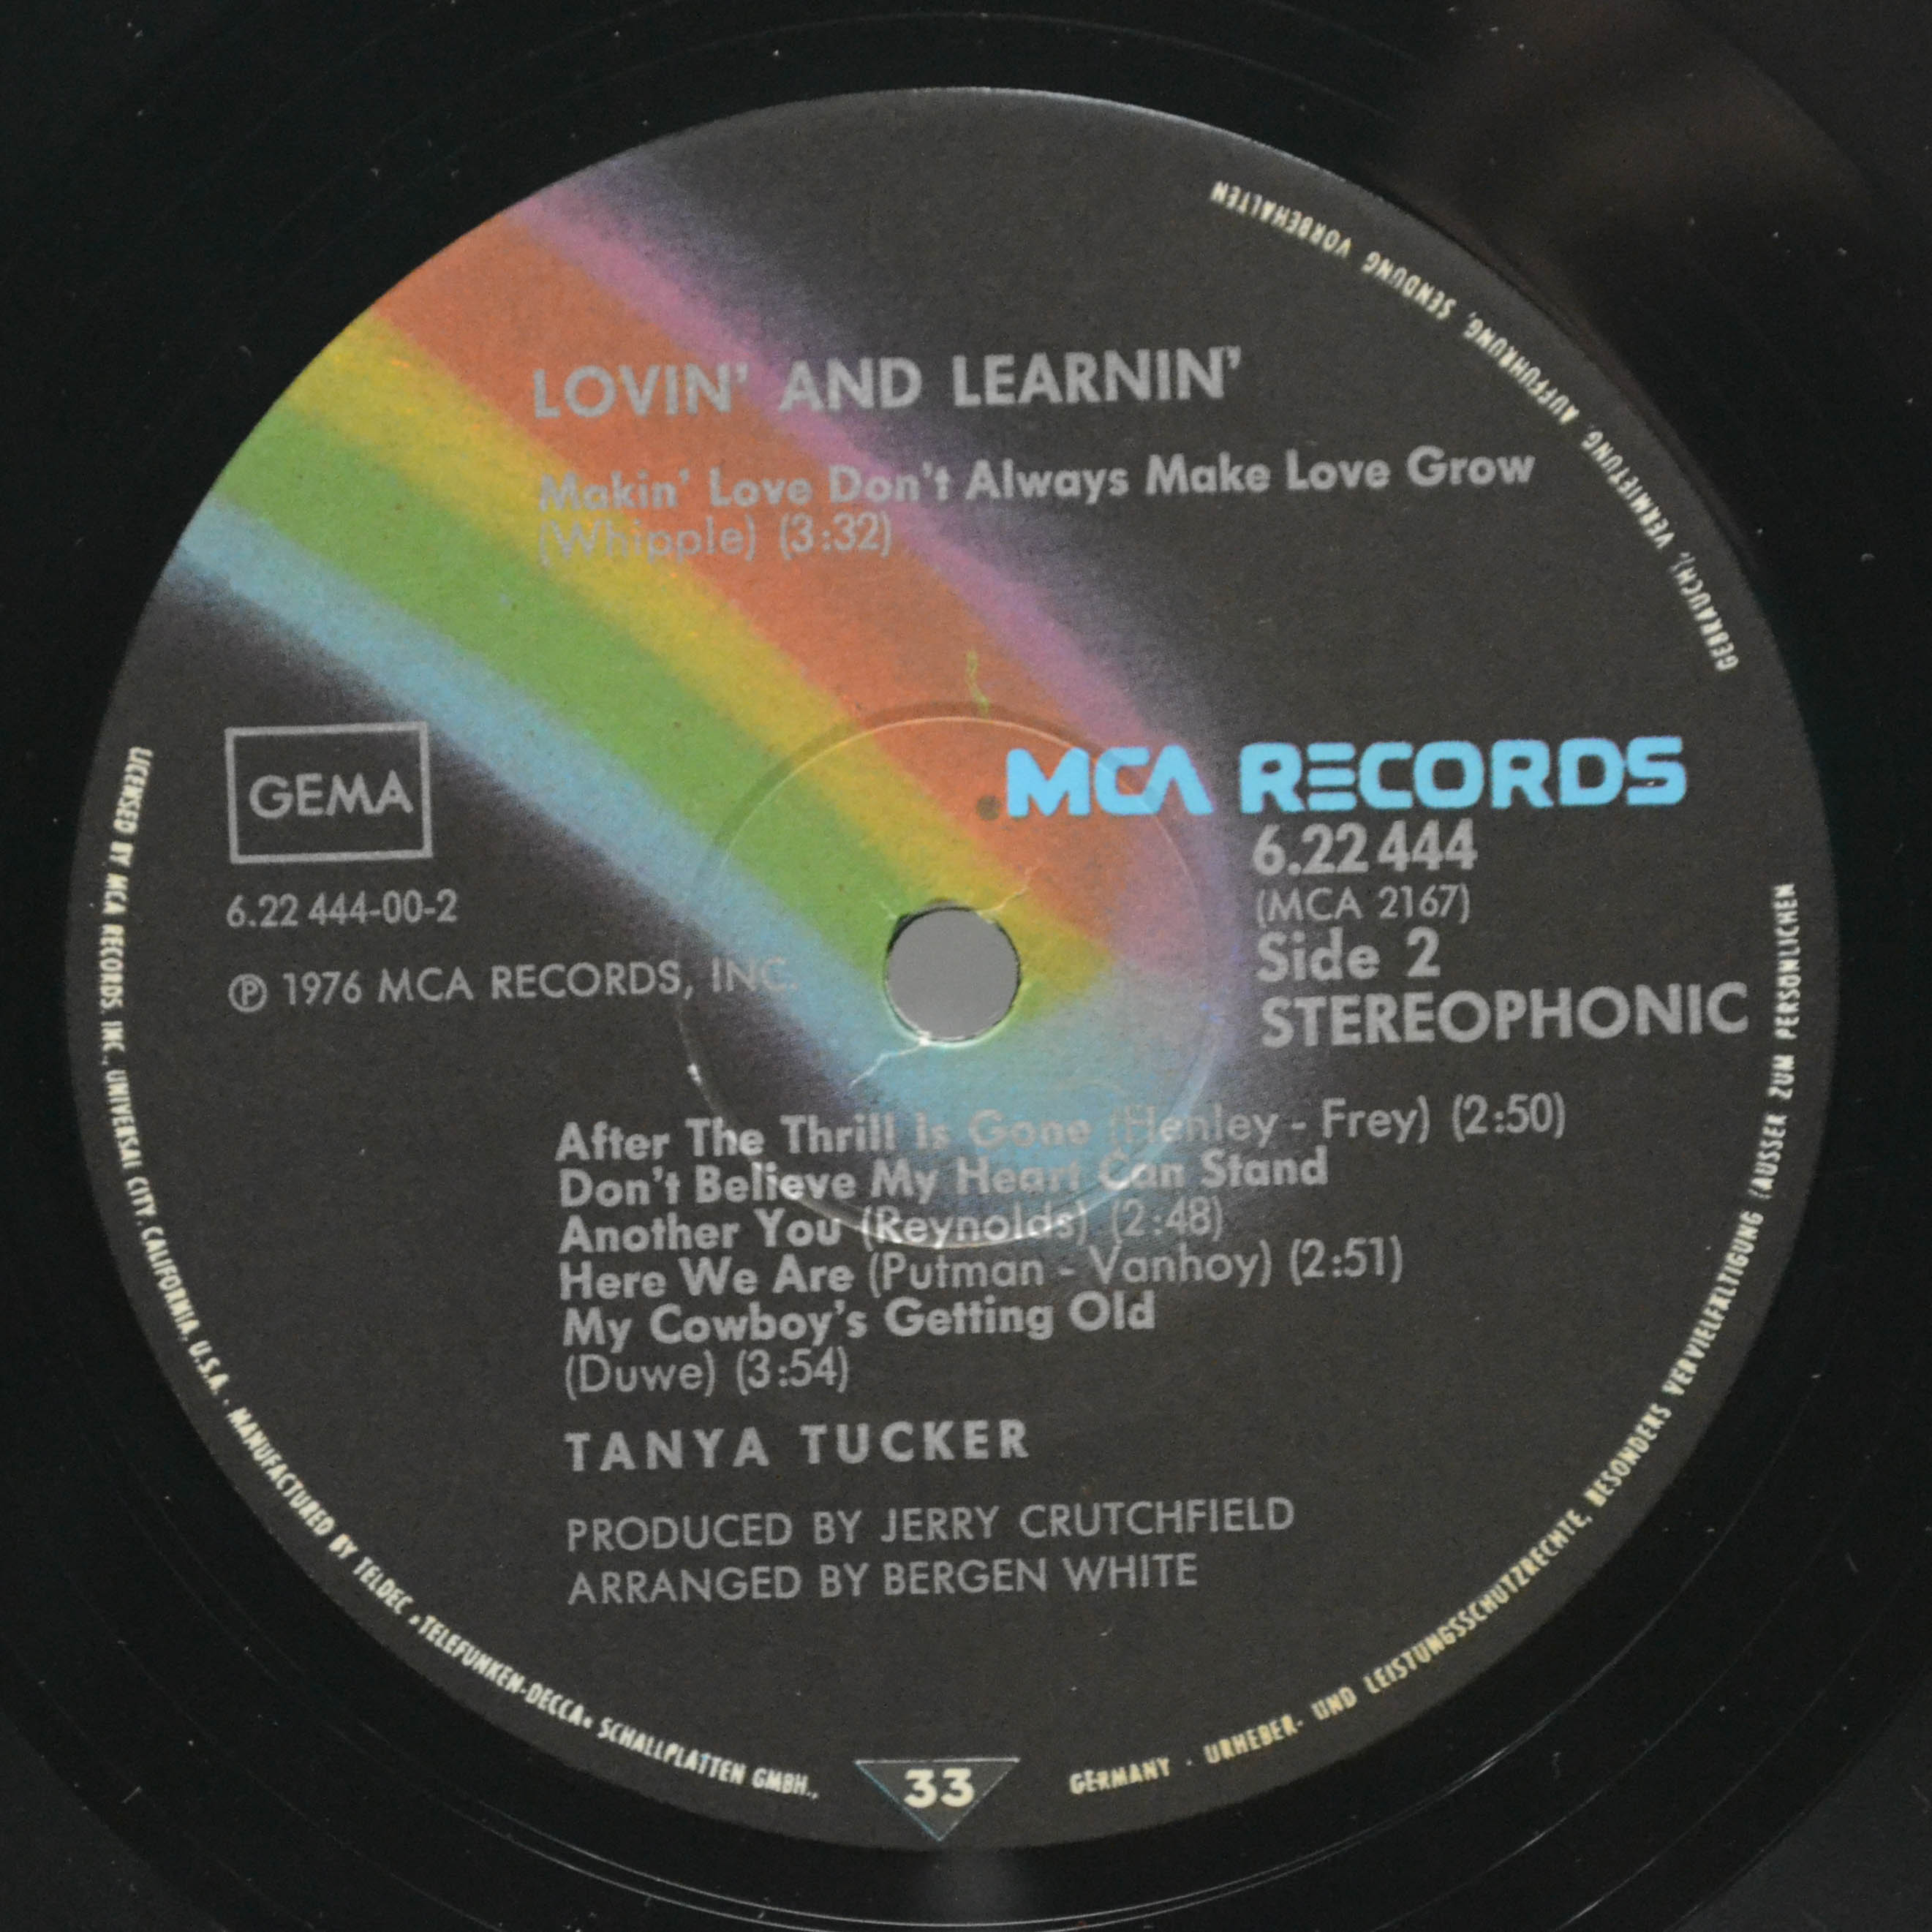 LOVIN' AND LEARNIN'
Makin' Love Don't Always Make Love Grow
(Whipple) (3:32)
GEMA
6.22 444-00-2
Ⓟ 1976 MCA RECORDS, INC.
MCA RECORDS
6.22 444
(MCA 2167)
Side 2
STEREOPHONIC
After The Thrill is Gone (Henley - Frey) (2:50)
Don't Believe My Heart Can Stand
Another You (Reynolds) (2:48)
Here We Are (Putman - Vanhoy) (2:51)
My Cowboy's Getting Old
(Duwe) (3:54)
TANYA TUCKER
PRODUCED BY JERRY CRUTCHFIELD
ARRANGED BY BERGEN WHITE
LICENSED BY MCA RECORDS, INC., UNIVERSAL CITY, CALIFORNIA, U.S.A. · MANUFACTURED BY TELDEC »TELEFUNKEN-DECCA« SCHALLPLATTEN GMBH.,
33
GERMANY · URHEBER- UND LEISTUNGSSCHUTZRECHTE, BESONDERS VERVIELFÄLTIGUNG (AUSSER ZUM PERSÖNLICHEN
GEBRAUCH), VERMIETUNG, AUFFÜHRUNG, SENDUNG VORBEHALTEN